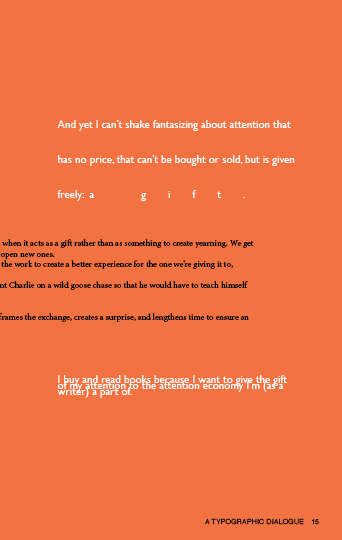 And yet I can't shake fantasizing about attention that
has no price, that can't be bought or sold, but is given
freely: a g i f t .
when it acts as a gift rather than as something to create yearning. We get
open new ones.
the work to create a better experience for the one we're giving it to,
nt Charlie on a wild goose chase so that he would have to teach himself
frames the exchange, creates a surprise, and lengthens time to ensure an
I buy and read books because I want to give the gift
of my attention to the attention economy I'm (as a
writer) a part of.
A TYPOGRAPHIC DIALOGUE 15